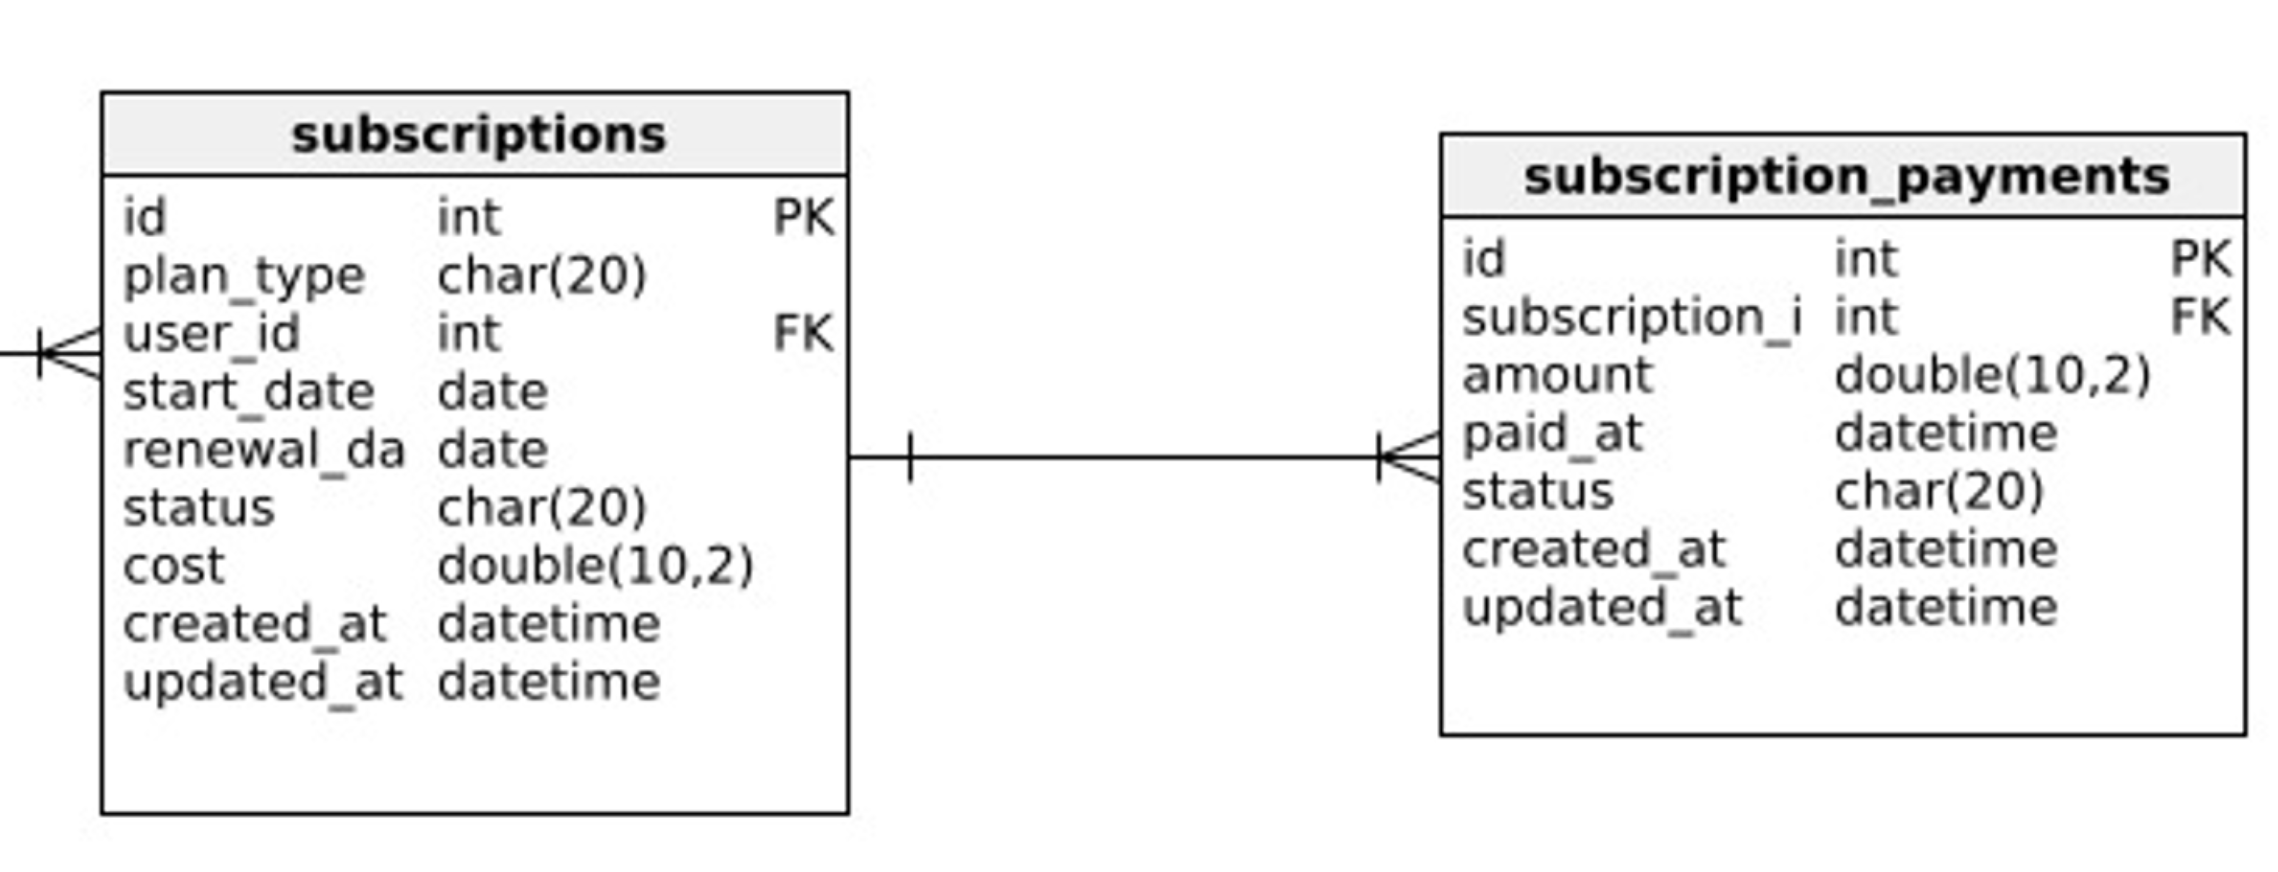 subscriptions
id int PK
plan_type char(20)
user_id int FK
start_date date
renewal_da date
status char(20)
cost double(10,2)
created_at datetime
updated_at datetime
subscription_payments
id int PK
subscription_i int FK
amount double(10,2)
paid_at datetime
status char(20)
created_at datetime
updated_at datetime